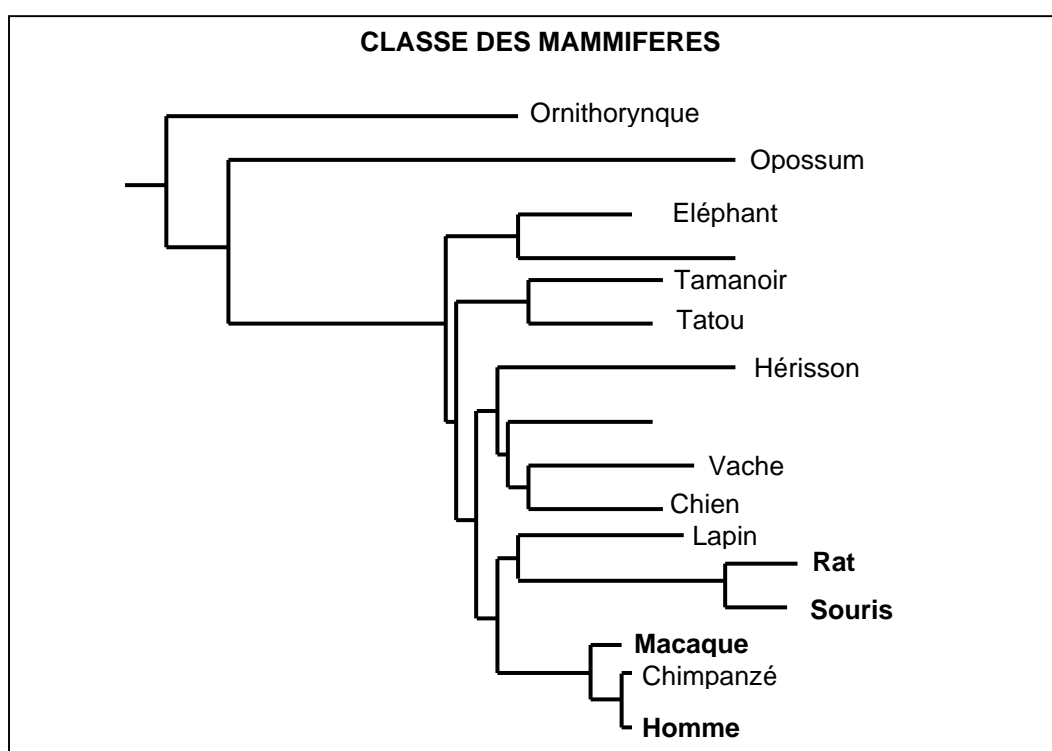 CLASSE DES MAMMIFERES
Ornithorynque
Opossum
Eléphant
Tamanoir
Tatou
Hérisson
Vache
Chien
Lapin
Rat
Souris
Macaque
Chimpanzé
Homme